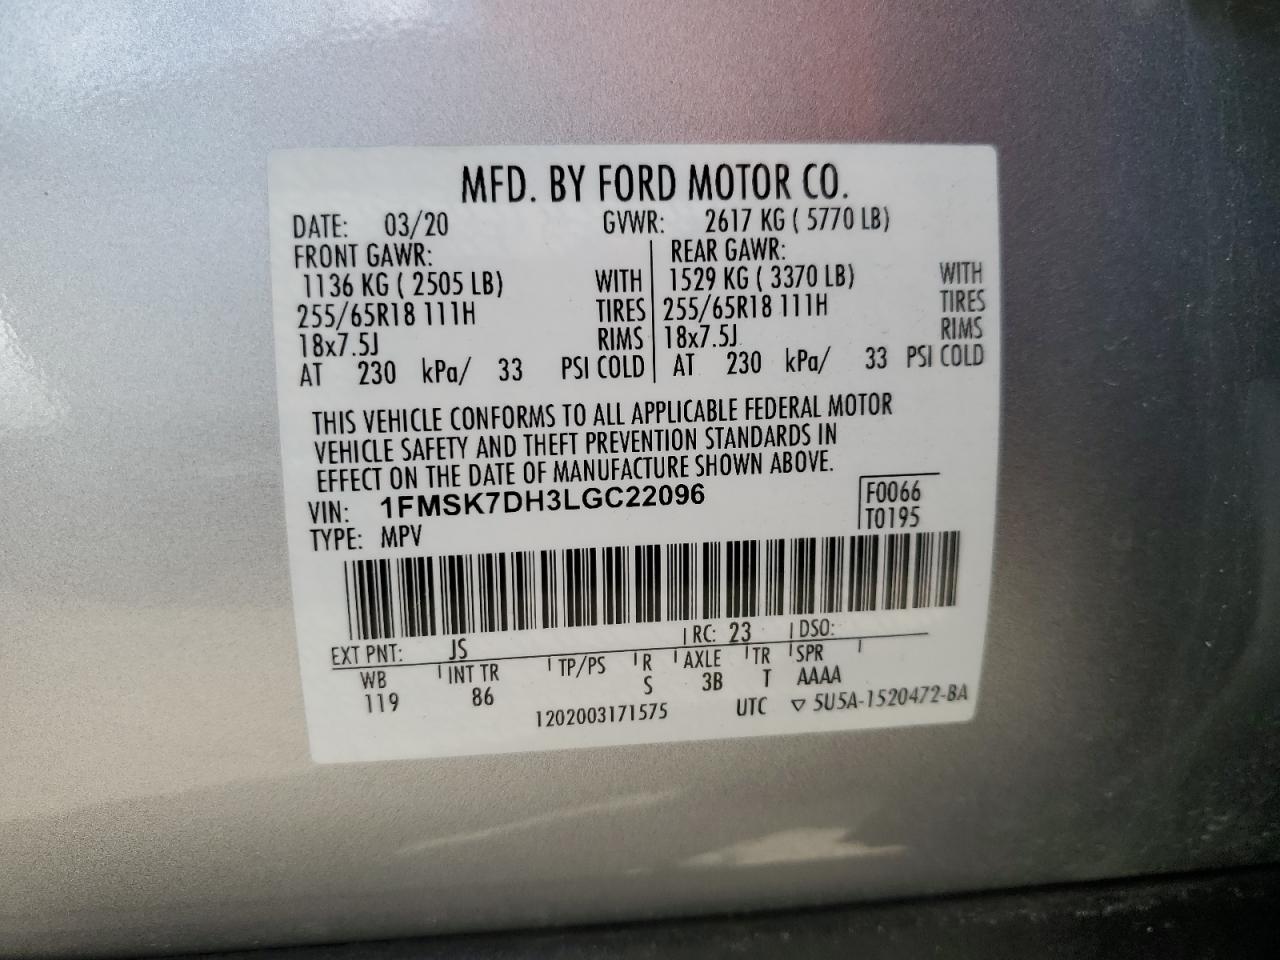 MFD. BY FORD MOTOR CO.
DATE: 03/20 GVWR: 2617 KG ( 5770 LB)
FRONT GAWR: REAR GAWR:
1136 KG ( 2505 LB) WITH 1529 KG ( 3370 LB) WITH
255/65R18 111H TIRES 255/65R18 111H TIRES
18x7.5J RIMS 18x7.5J RIMS
AT 230 kPa/ 33 PSI COLD AT 230 kPa/ 33 PSI COLD
THIS VEHICLE CONFORMS TO ALL APPLICABLE FEDERAL MOTOR
VEHICLE SAFETY AND THEFT PREVENTION STANDARDS IN
EFFECT ON THE DATE OF MANUFACTURE SHOWN ABOVE.
VIN: 1FMSK7DH3LGC22096 F0066
TYPE: MPV T0195
EXT PNT: JS RC: 23 DSO:
WB INT TR TP/PS R AXLE TR SPR
119 86 S 3B T AAAA
1202003171575 UTC ▽ 5U5A-1520472-BA